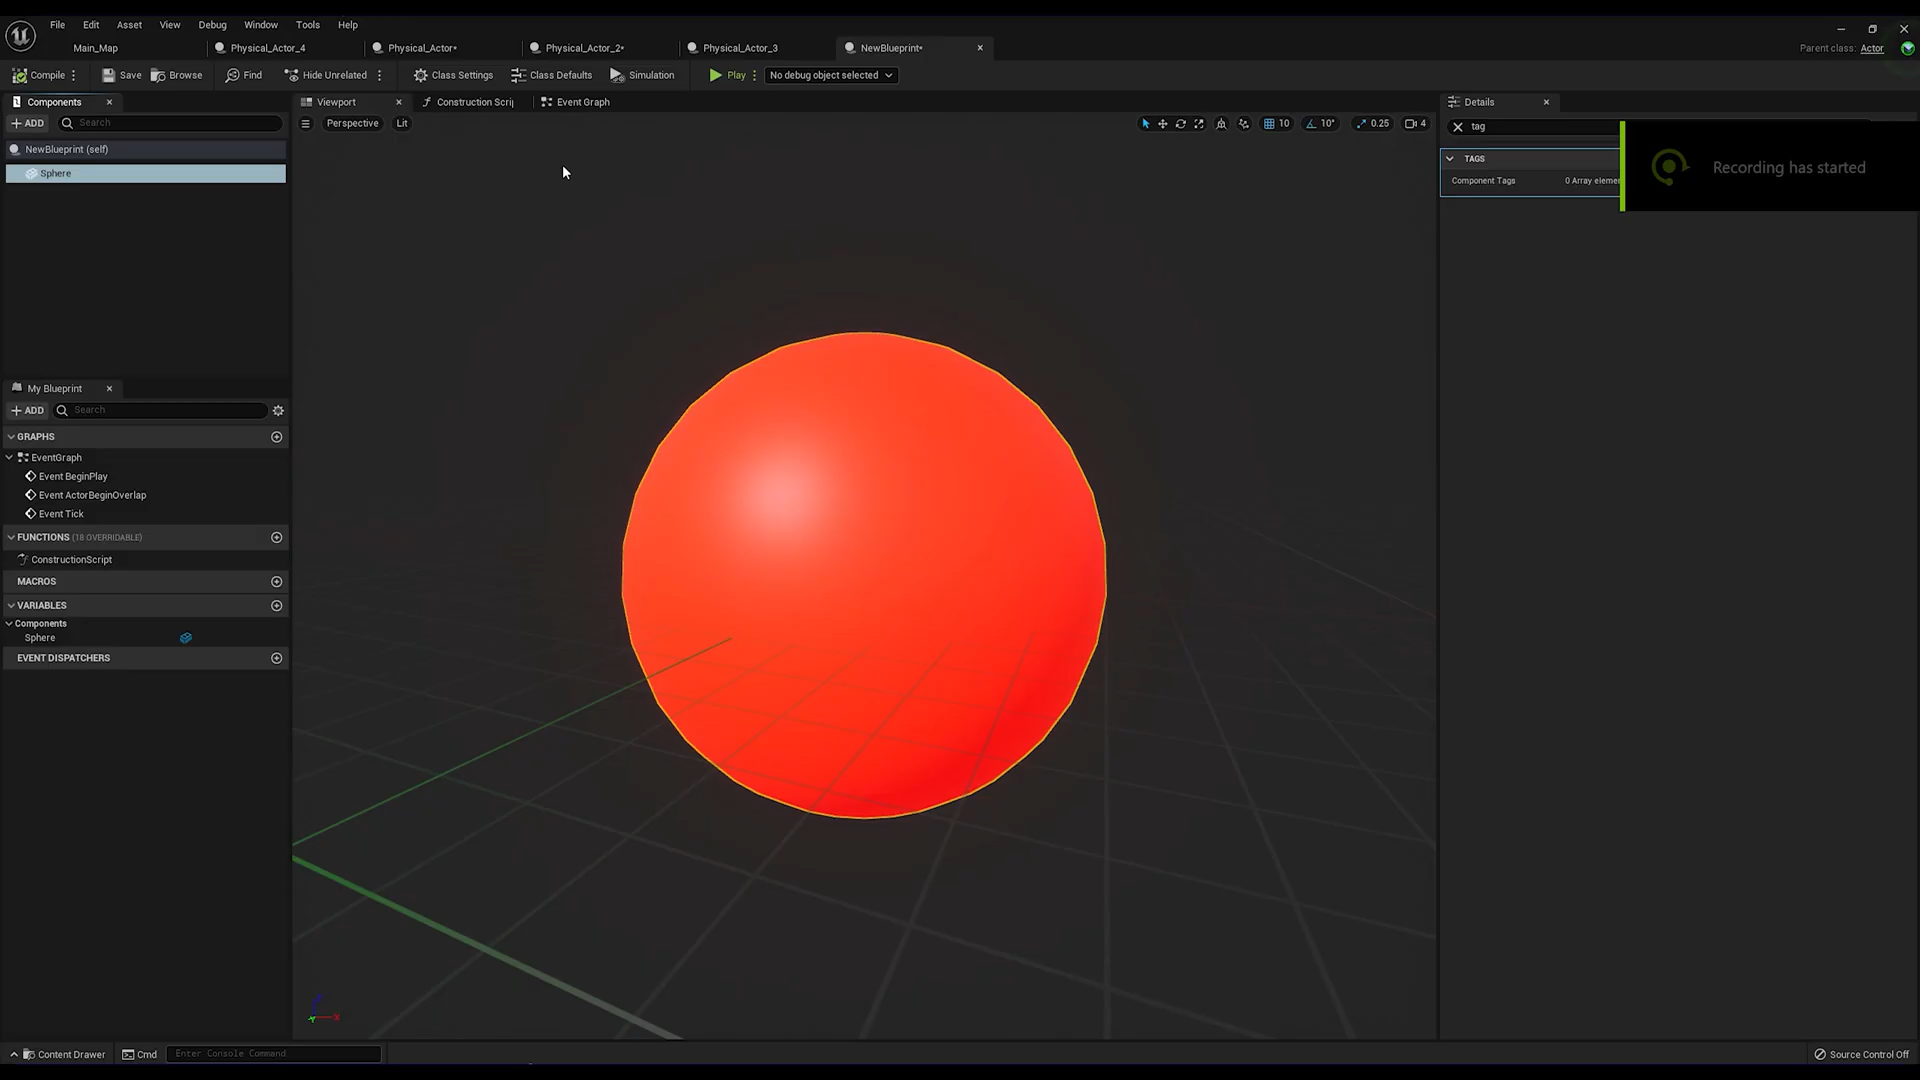 File Edit Asset View Debug Window Tools Help
Main_Map Physical_Actor_4 Physical_Actor* Physical_Actor_2* Physical_Actor_3 NewBlueprint*
Parent class: Actor
Compile Save Browse Find Hide Unrelated Class Settings Class Defaults Simulation Play No debug object selected
Components
ADD Search
NewBlueprint (self)
Sphere
Viewport Construction Scrij Event Graph
Perspective Lit
10 10° 0.25 4
Details
tag
TAGS
Component Tags 0 Array elemen
Recording has started
My Blueprint
ADD Search
GRAPHS
EventGraph
Event BeginPlay
Event ActorBeginOverlap
Event Tick
FUNCTIONS (18 OVERRIDABLE)
ConstructionScript
MACROS
VARIABLES
Components
Sphere
EVENT DISPATCHERS
Content Drawer Cmd Enter Console Command
Source Control Off